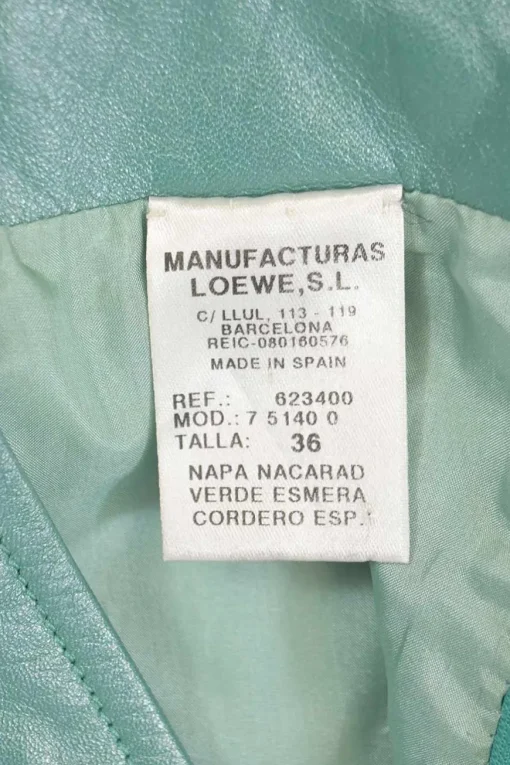 MANUFACTURAS
LOEWE, S.L.
C/ LLUL, 113 - 119
BARCELONA
REIC-080160576
MADE IN SPAIN
REF.: 623400
MOD.: 7 5140 0
TALLA: 36
NAPA NACARAD
VERDE ESMERA
CORDERO ESP.